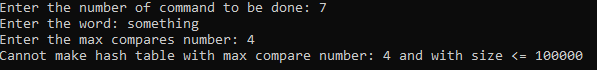 Enter the number of command to be done: 7
Enter the word: something
Enter the max compares number: 4
Cannot make hash table with max compare number: 4 and with size <= 100000